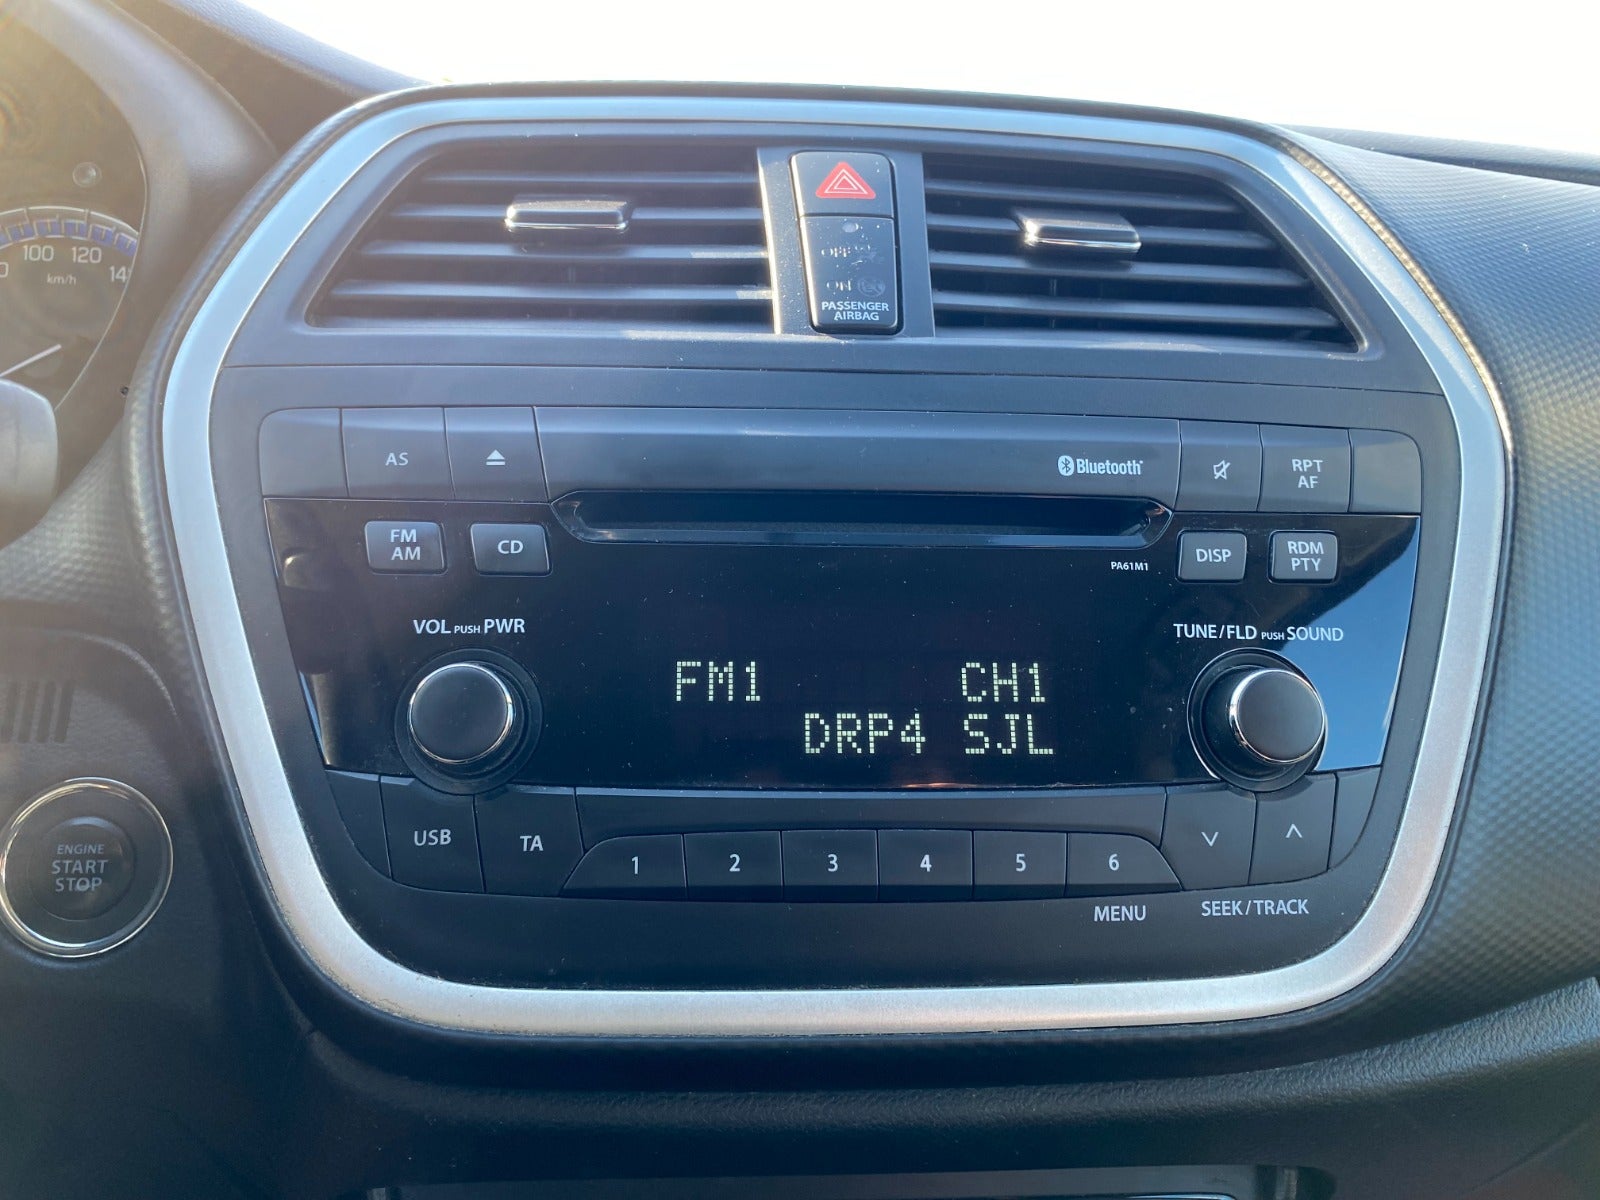 100 120
km/h
OFF
ON
PASSENGER
AIRBAG
AS
Bluetooth
RPT
AF
FM
AM
CD
PA61M1
DISP
RDM
PTY
VOL PUSH PWR
TUNE/FLD PUSH SOUND
FM1 CH1
DRP4 SJL
ENGINE
START
STOP
USB
TA
1 2 3 4 5 6
MENU
SEEK/TRACK